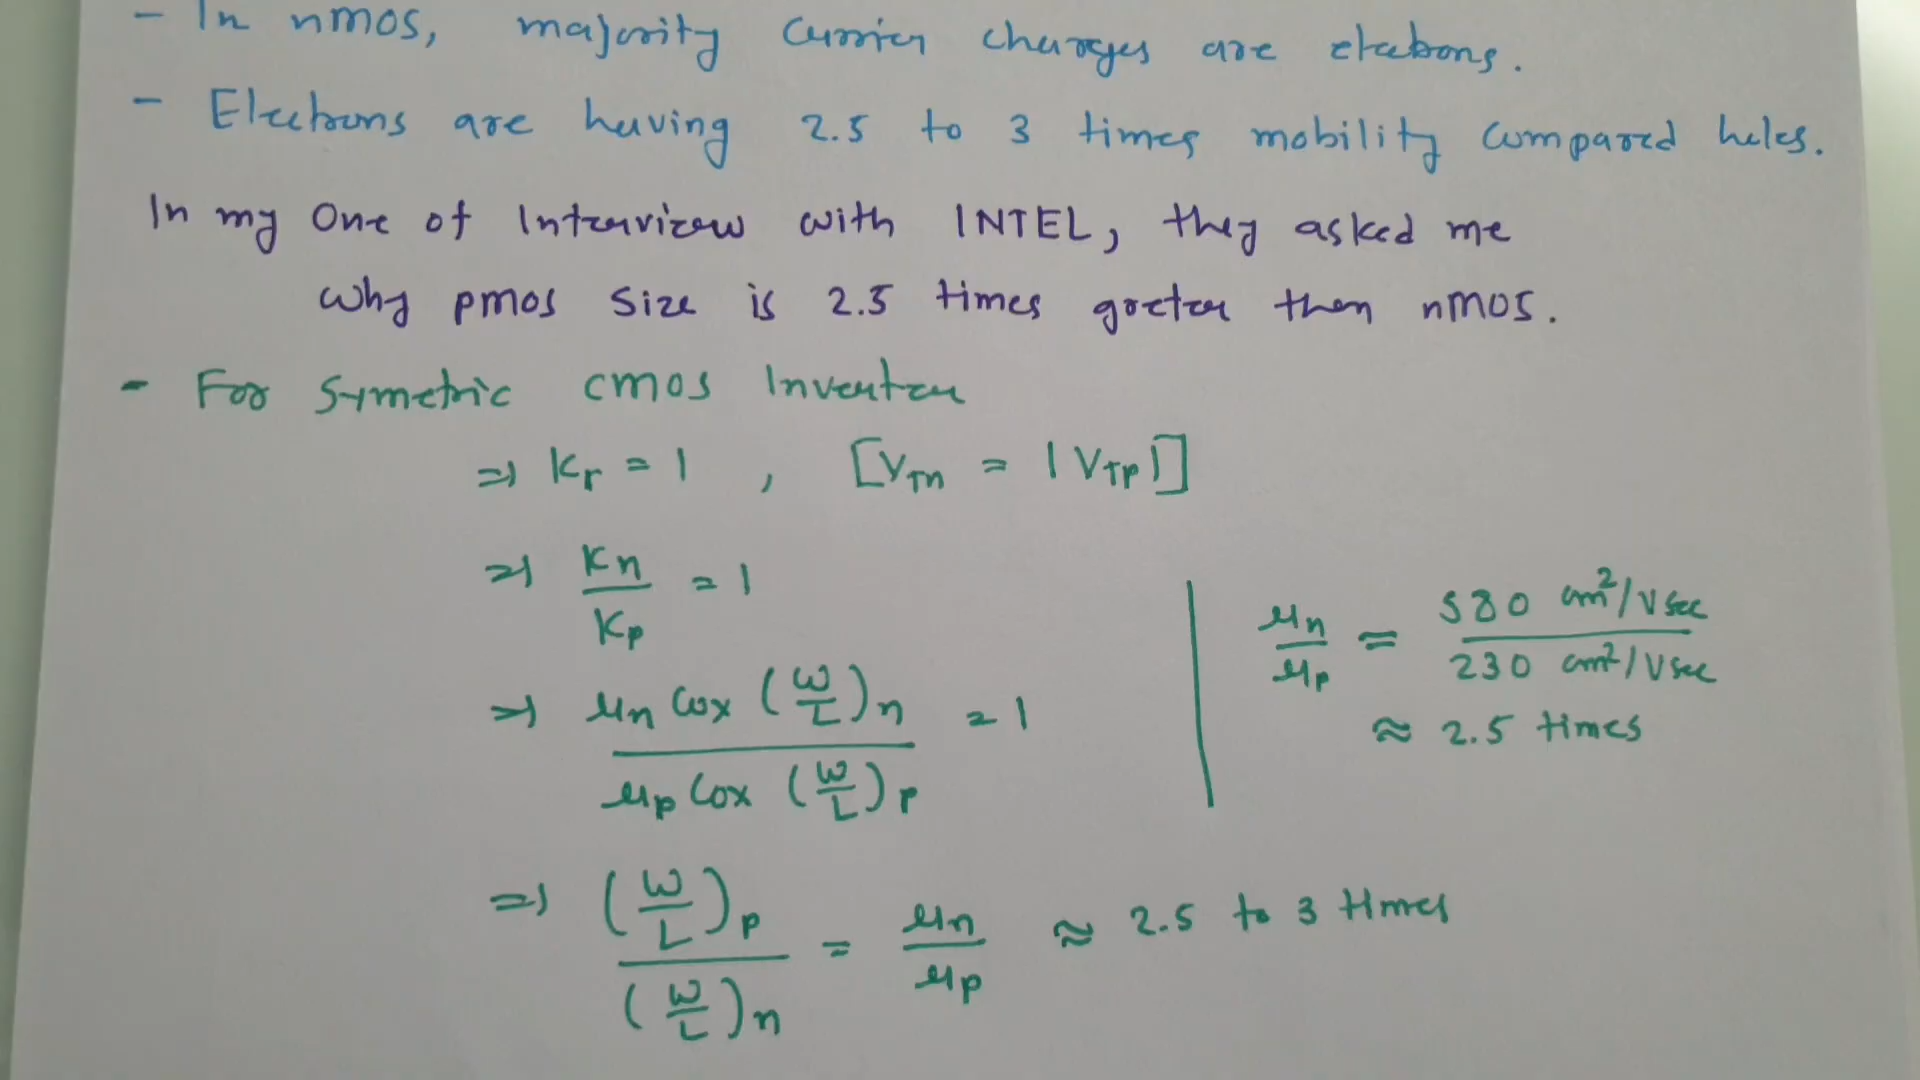 - In nmos, majority carrier charges are electrons.
- Electrons are having 2.5 to 3 times mobility compared holes.
In my One of Interview with INTEL, they asked me
why pmos size is 2.5 times greter then nMOS.
- For Symetric cmos Inverter
⇒ Kr = 1 , [VTn = |VTp|]
⇒ Kn / Kp = 1
⇒ μn Cox (W/L)n / μp Cox (W/L)p = 1
μn / μp = 580 cm²/Vsec / 230 cm²/Vsec
≈ 2.5 times
⇒ (W/L)p / (W/L)n = μn / μp ≈ 2.5 to 3 times